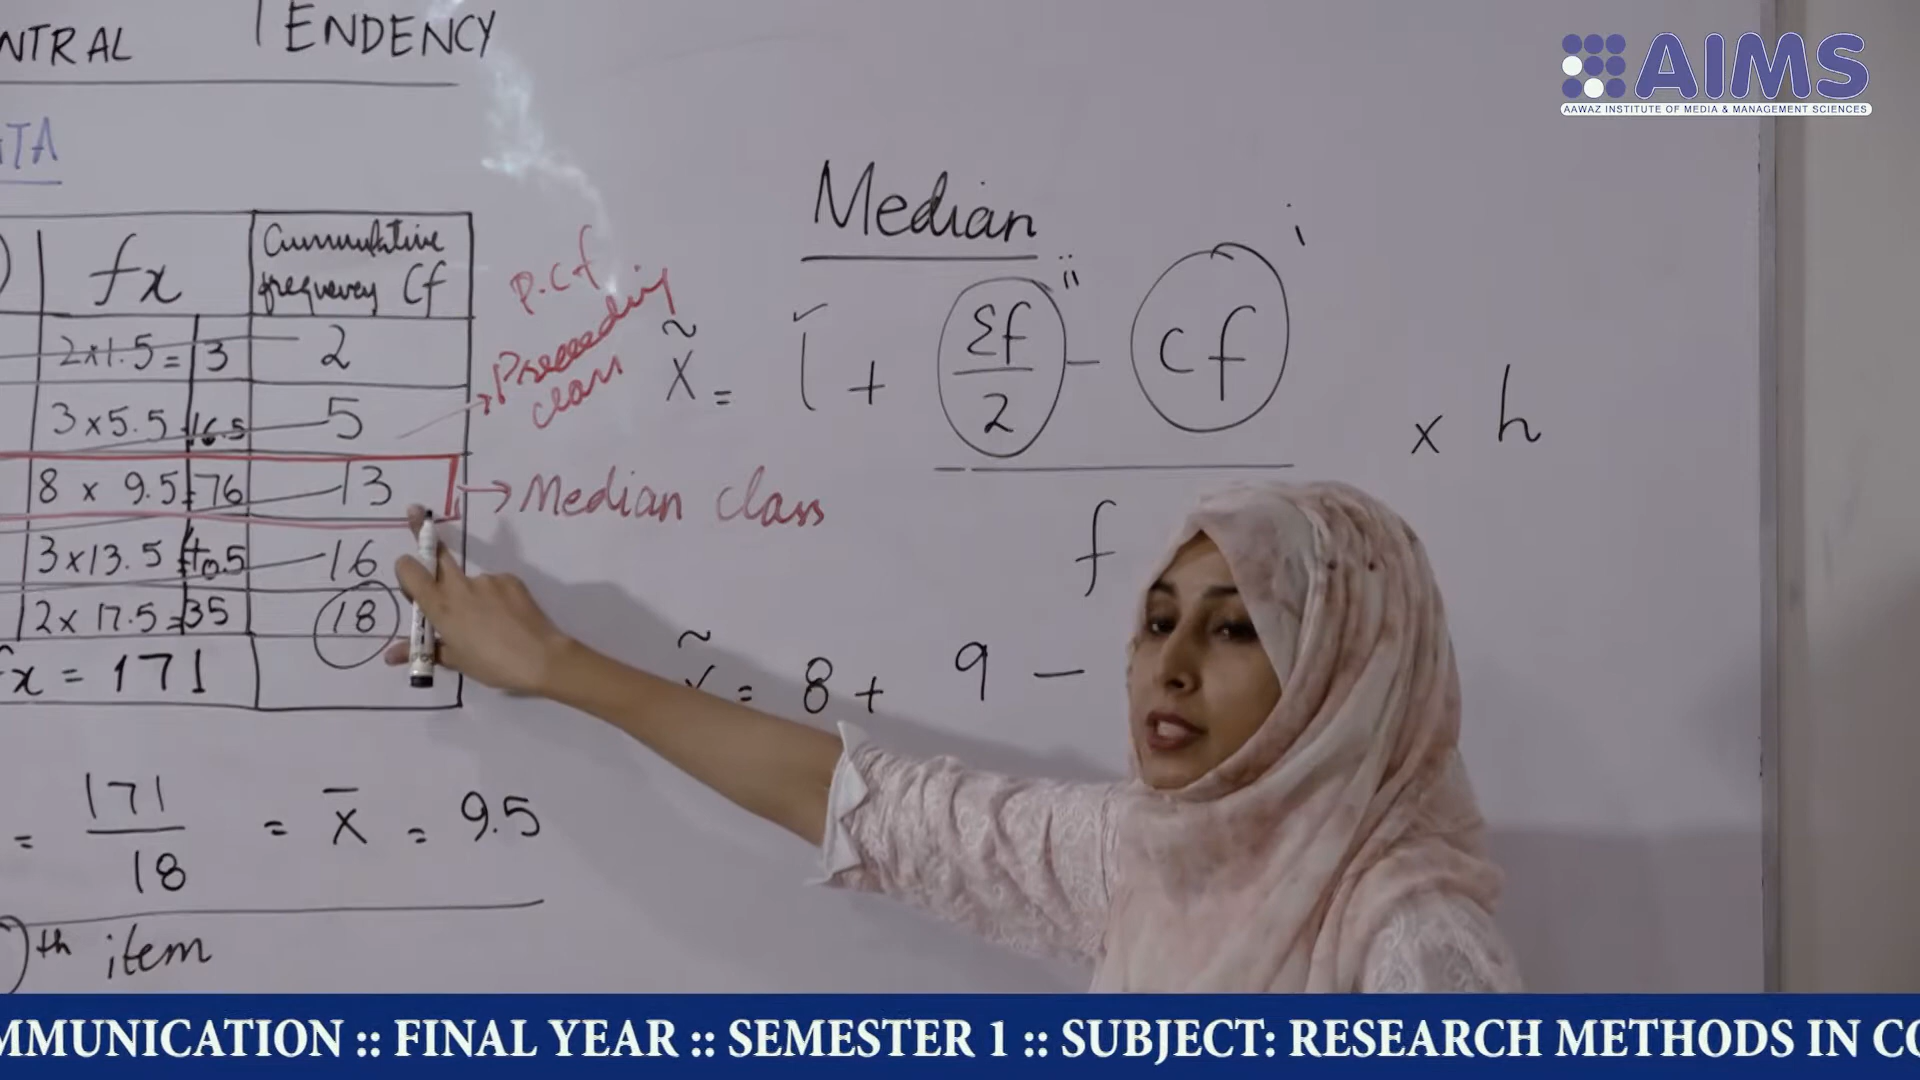 NTRAL TENDENCY
AIMS
AAWAZ INSTITUTE OF MEDIA & MANAGEMENT SCIENCES
TA
fx
Cummulative
frequency Cf
2x1.5= 3
2
3x5.5 16.5
5
8 x 9.5=76
13
3x13.5 40.5
16
2x 17.5=35
18
x = 171
P.Cf
Preceeding
class
→ Median class
= 171/18 = x̄ = 9.5
)th item
Median
x̃ = l + Σf/2 - cf x h
ii
i
f
x̃ = 8 + 9 -
MMUNICATION :: FINAL YEAR :: SEMESTER 1 :: SUBJECT: RESEARCH METHODS IN CO